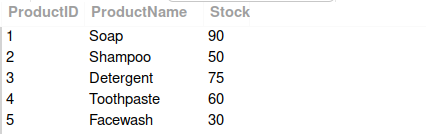 ProductID ProductName Stock
1 Soap 90
2 Shampoo 50
3 Detergent 75
4 Toothpaste 60
5 Facewash 30